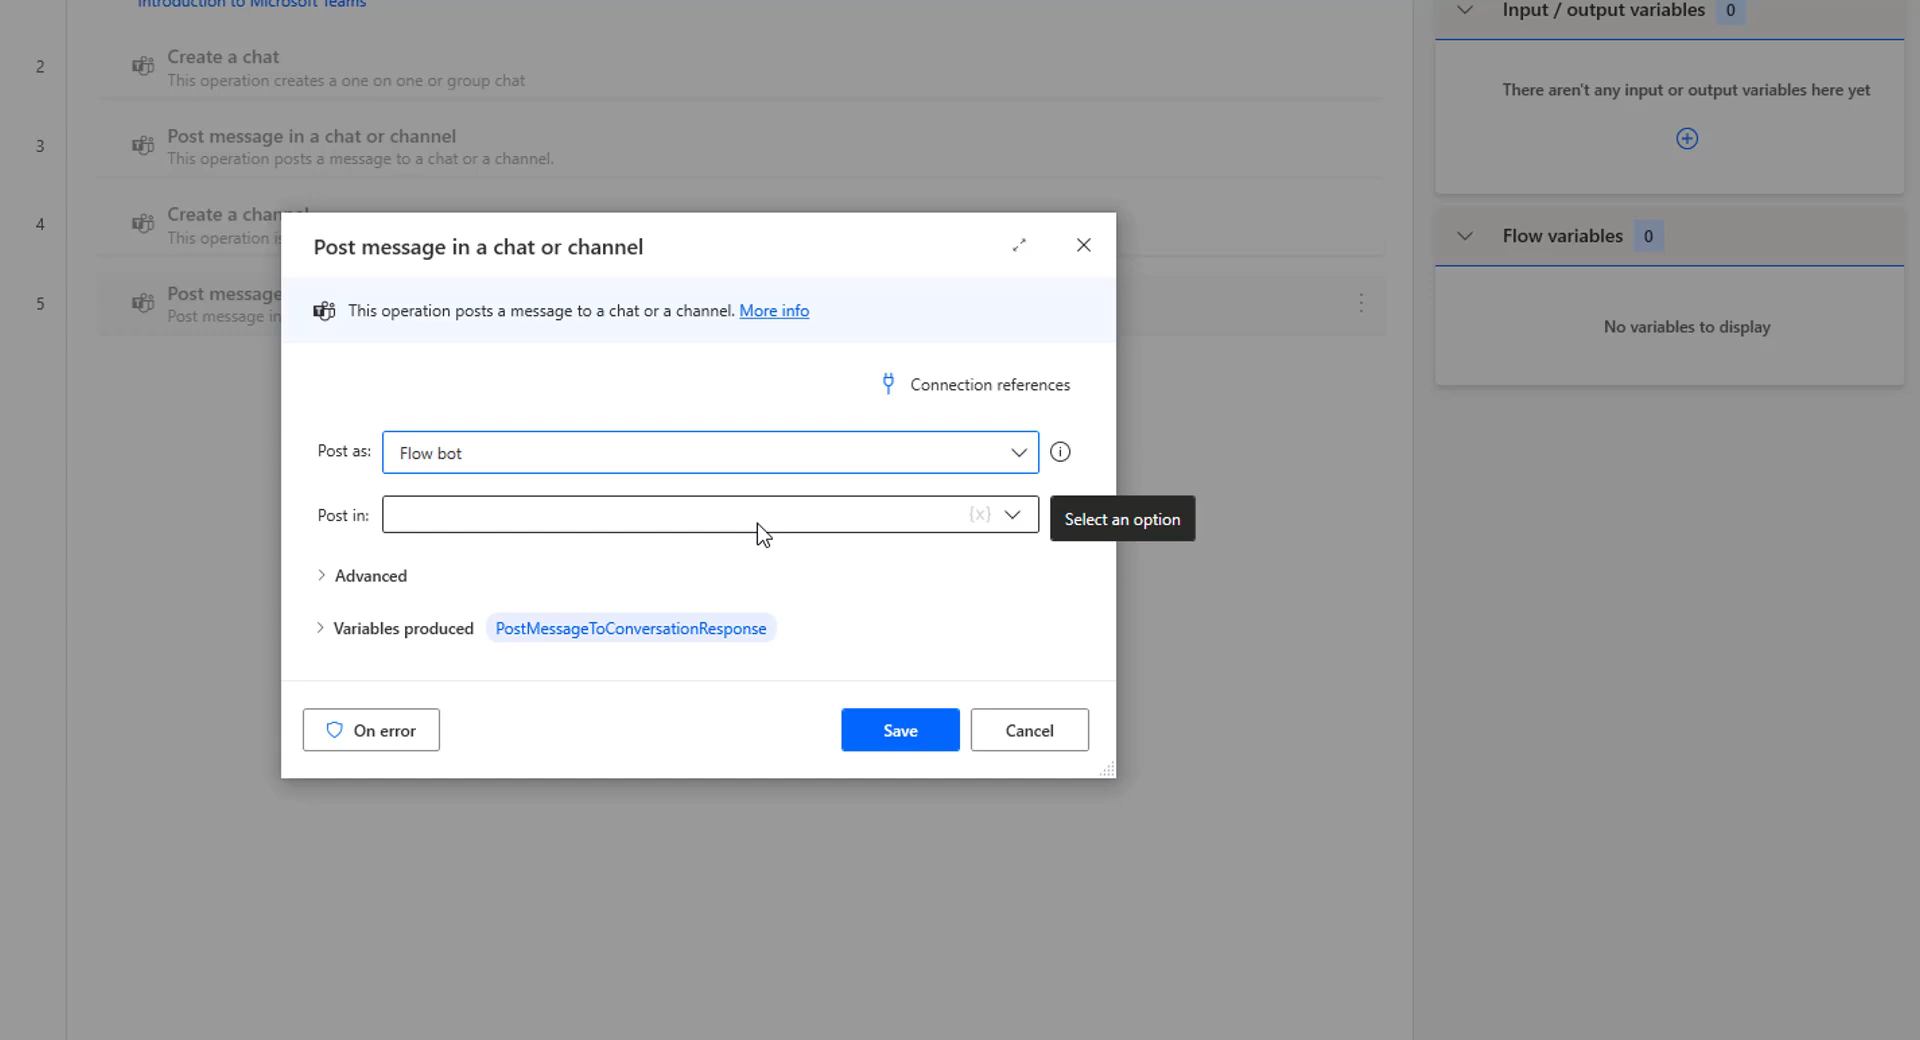 Introduction to Microsoft Teams
2
Create a chat
This operation creates a one on one or group chat
3
Post message in a chat or channel
This operation posts a message to a chat or a channel.
4
Create a
This operation
5
Post message
Post message in
Post message in a chat or channel
This operation posts a message to a chat or a channel. More info
Connection references
Post as:
Flow bot
Post in:
{x}
Select an option
Advanced
Variables produced
PostMessageToConversationResponse
On error
Save
Cancel
Input / output variables 0
There aren't any input or output variables here yet
Flow variables 0
No variables to display